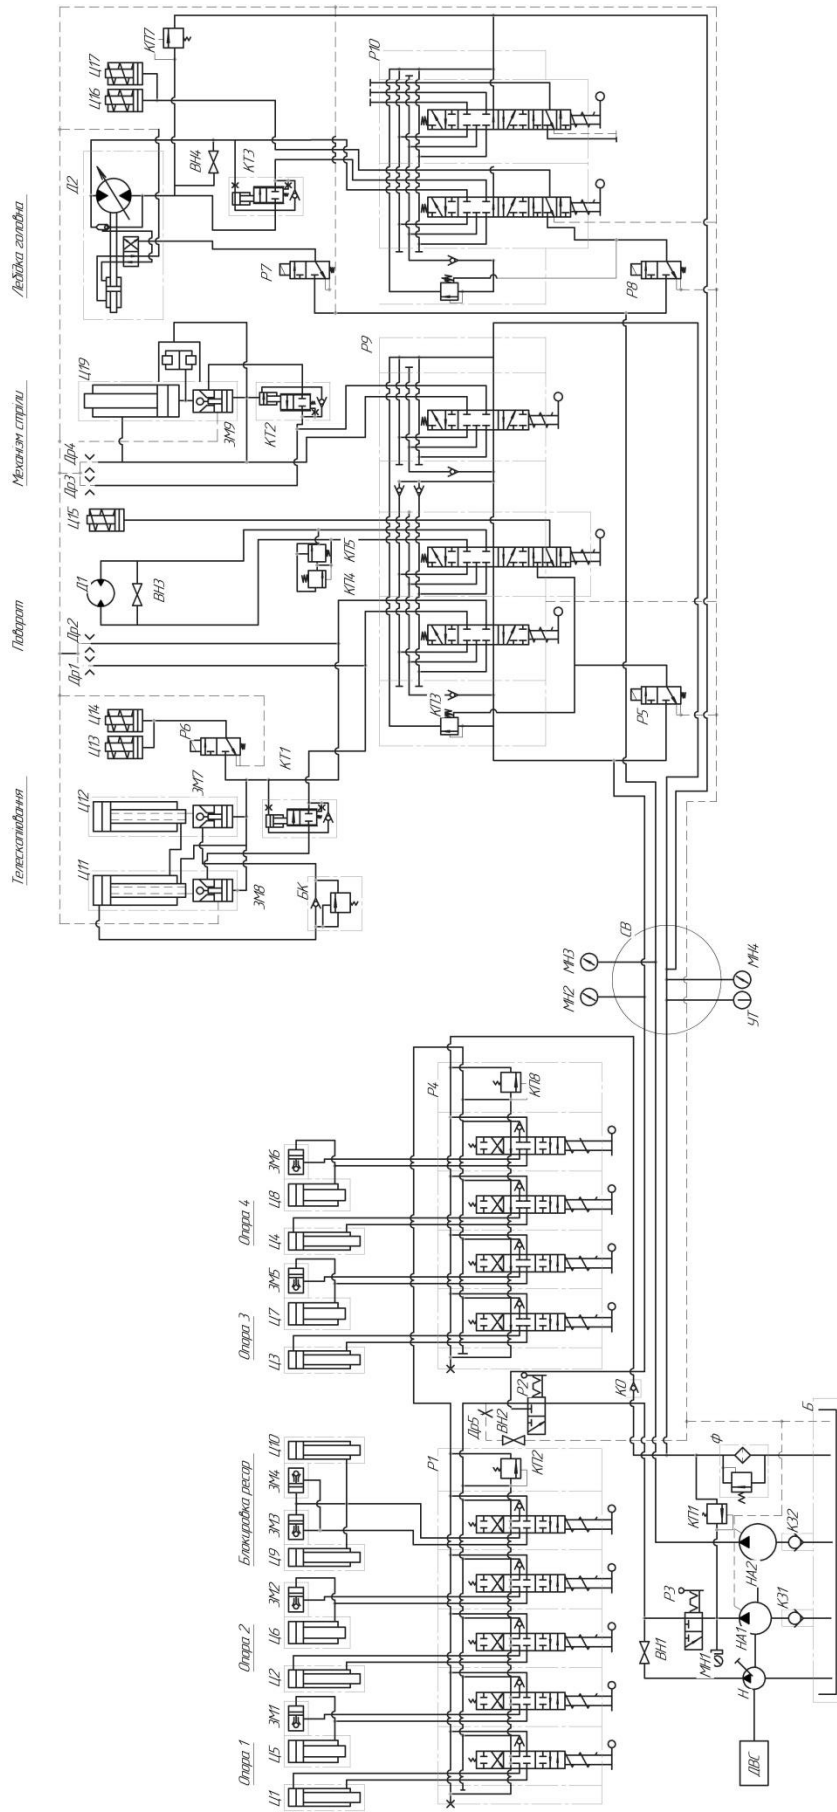 Телескопіювання
Поворот
Механізм стріли
Лебідка головна
Ц11
Ц12
Ц13
Ц14
Др1
Др2
Д1
Ц15
Др3
Др4
Ц19
Д2
Ц16
Ц17
КП7
ЗМ8
ЗМ7
Р6
ВН3
ЗМ9
ВН4
БК
КТ1
КТ2
КТ3
Р7
КП4
КП5
Р9
Р10
КП3
Р5
Р8
Опора 1
Опора 2
Блокировка ресор
Опора 3
Опора 4
Ц1
Ц5
ЗМ1
Ц2
Ц6
ЗМ2
Ц9
ЗМ3
ЗМ4
Ц10
Ц3
Ц7
ЗМ5
Ц4
Ц8
ЗМ6
Р1
Р4
КП2
КП8
Др5
ВН2
Р2
МН2
МН3
СВ
КО
УТ
МН4
ВН1
Р3
МН1
КП1
Ф
Н
НА1
НА2
ДВС
КЗ1
КЗ2
Б